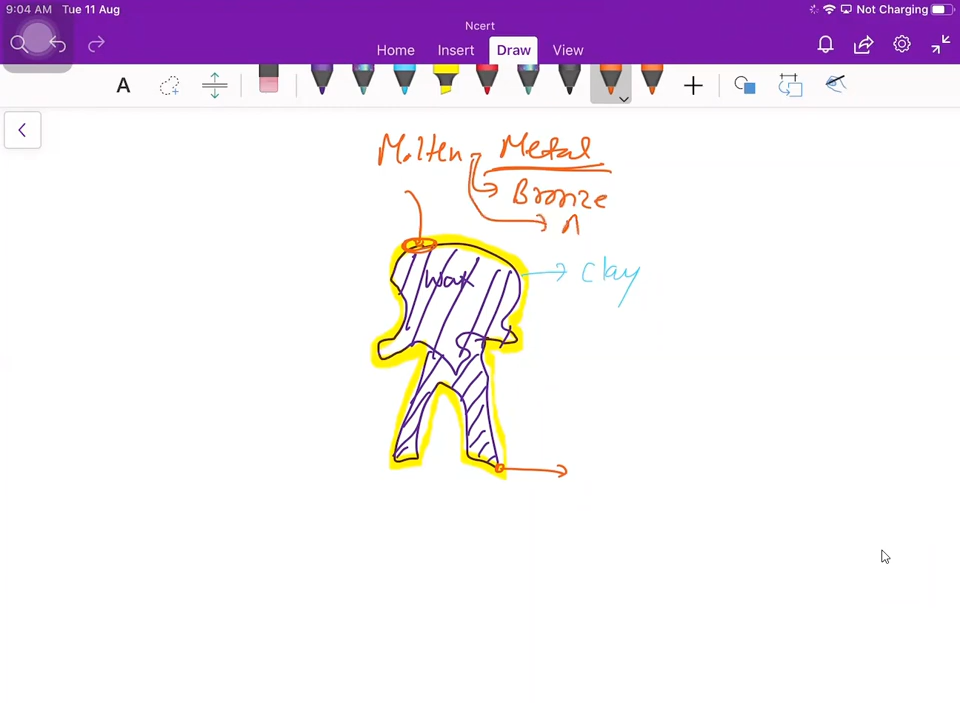 9:04 AM Tue 11 Aug
Not Charging
Ncert
Home Insert Draw View
A
Molten Metal
Bronze
wax
clay